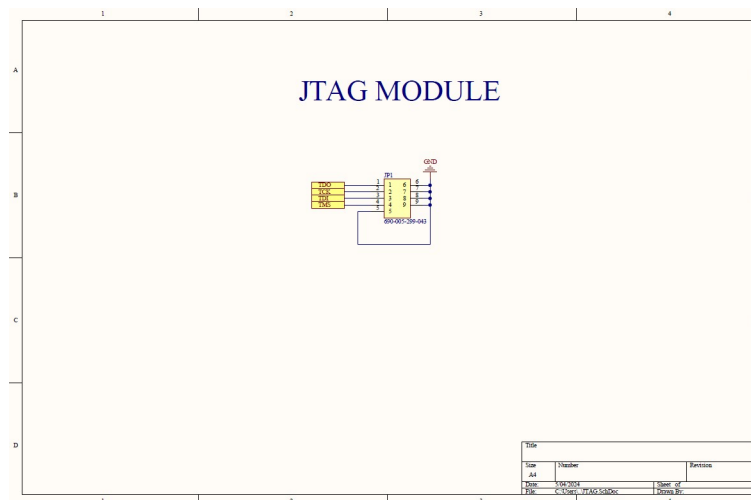 1 2 3 4
A
JTAG MODULE
GND
JP1
TDO 1 1 6 6
TCK 2 2 7 7
TDI 3 3 8 8
TMS 4 4 9 9
5 5
690-005-299-043
B
C
D
Title
Size Number Revision
A4
Date: 5/04/2024 Sheet of
File: C:\Users\..\JTAG.SchDoc Drawn By: